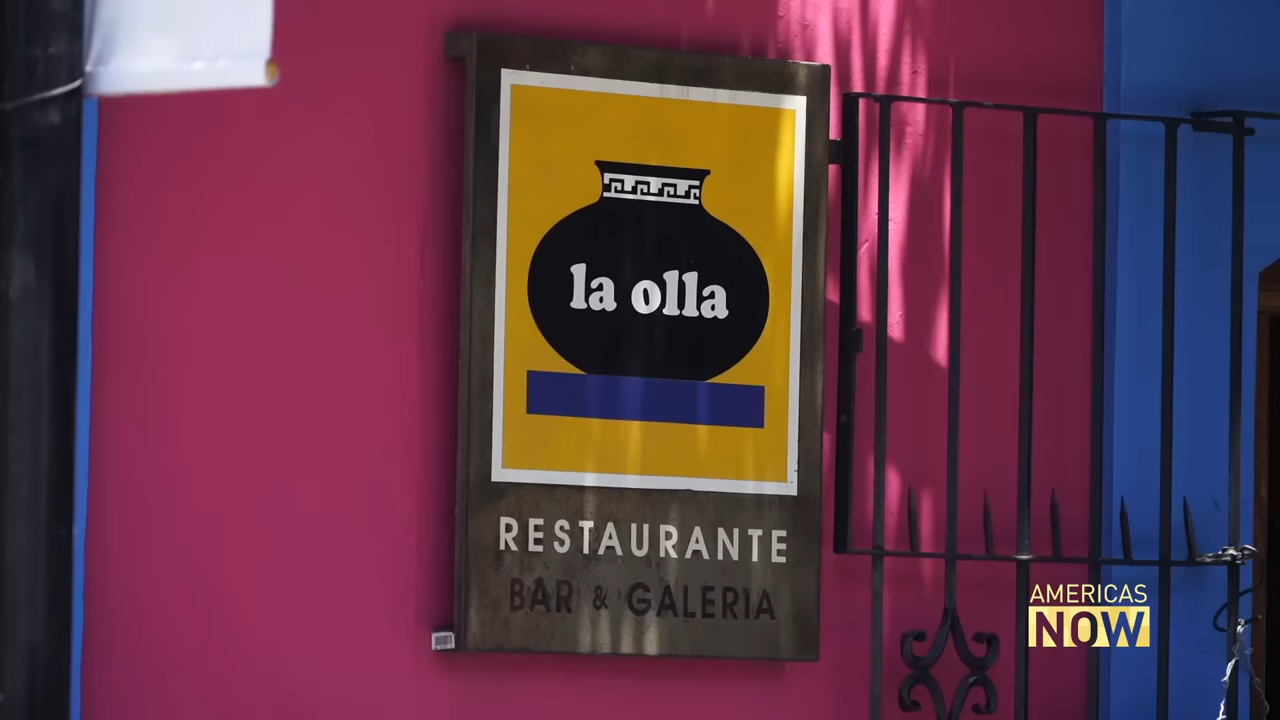 la olla
RESTAURANTE
BAR & GALERIA
AMERICAS
NOW